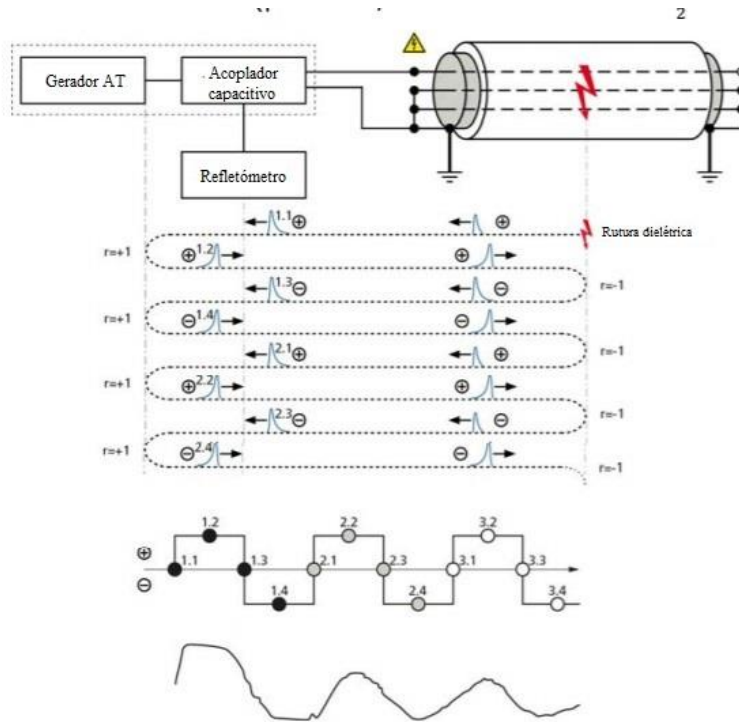 2
Gerador AT
Acoplador
capacitivo
Refletómetro
1.1 ⊕ ⊕
Rutura dielétrica
r=+1 ⊕ 1.2 ⊕
1.3 ⊖ ⊖ r=-1
r=+1 ⊖ 1.4 ⊖
2.1 ⊕ ⊕ r=-1
r=+1 ⊕ 2.2 ⊕
2.3 ⊖ ⊖ r=-1
r=+1 ⊖ 2.4 ⊖
r=-1
1.2 2.2 3.2
⊕ 1.1 1.3 2.1 2.3 3.1 3.3
⊖ 1.4 2.4 3.4